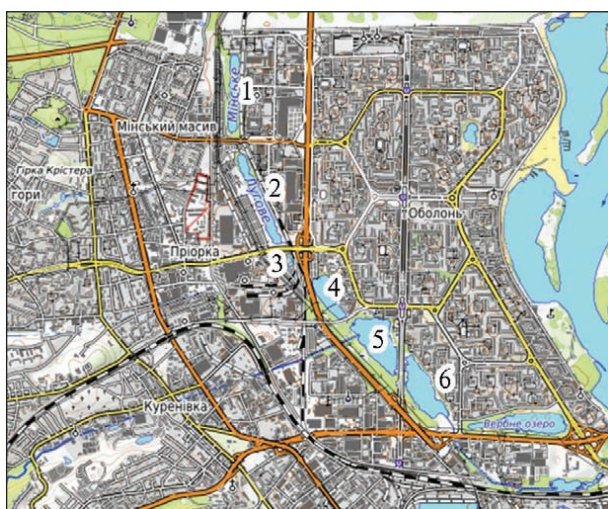 1
Мінське
Мінський масив
Гірка Крістера
гори
2
Лугове
Оболонь
Пріорка
3
4
5
6
Куренівка
Вербне озеро